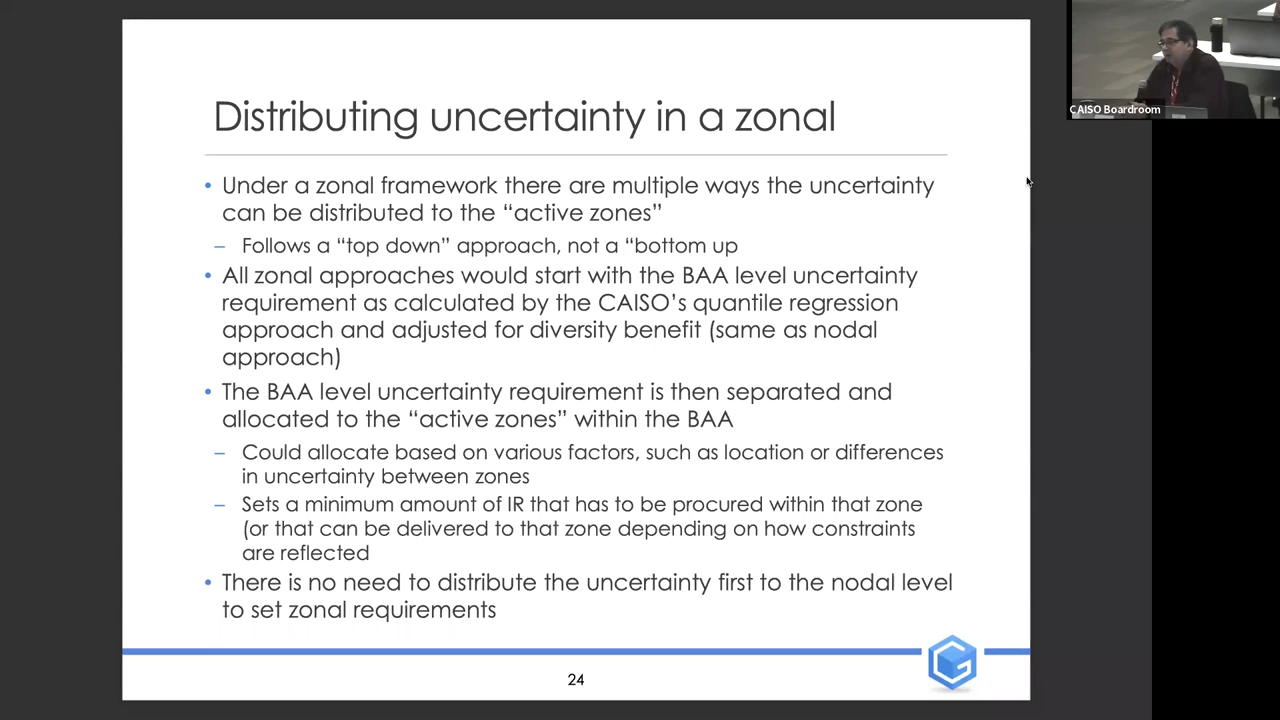 Distributing uncertainty in a zonal
• Under a zonal framework there are multiple ways the uncertainty
can be distributed to the “active zones”
– Follows a “top down” approach, not a “bottom up
• All zonal approaches would start with the BAA level uncertainty
requirement as calculated by the CAISO’s quantile regression
approach and adjusted for diversity benefit (same as nodal
approach)
• The BAA level uncertainty requirement is then separated and
allocated to the “active zones” within the BAA
– Could allocate based on various factors, such as location or differences
in uncertainty between zones
– Sets a minimum amount of IR that has to be procured within that zone
(or that can be delivered to that zone depending on how constraints
are reflected
• There is no need to distribute the uncertainty first to the nodal level
to set zonal requirements
24
CAISO Boardroom